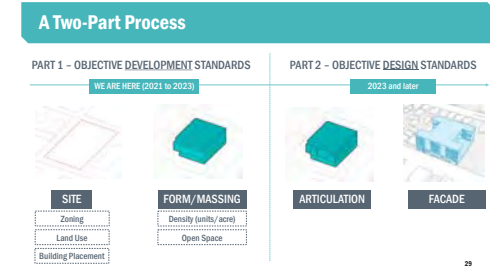 A Two-Part Process
PART 1 – OBJECTIVE DEVELOPMENT STANDARDS
PART 2 – OBJECTIVE DESIGN STANDARDS
WE ARE HERE (2021 to 2023)
2023 and later
SITE
FORM/MASSING
ARTICULATION
FACADE
Zoning
Density (units/acre)
Land Use
Open Space
Building Placement
29